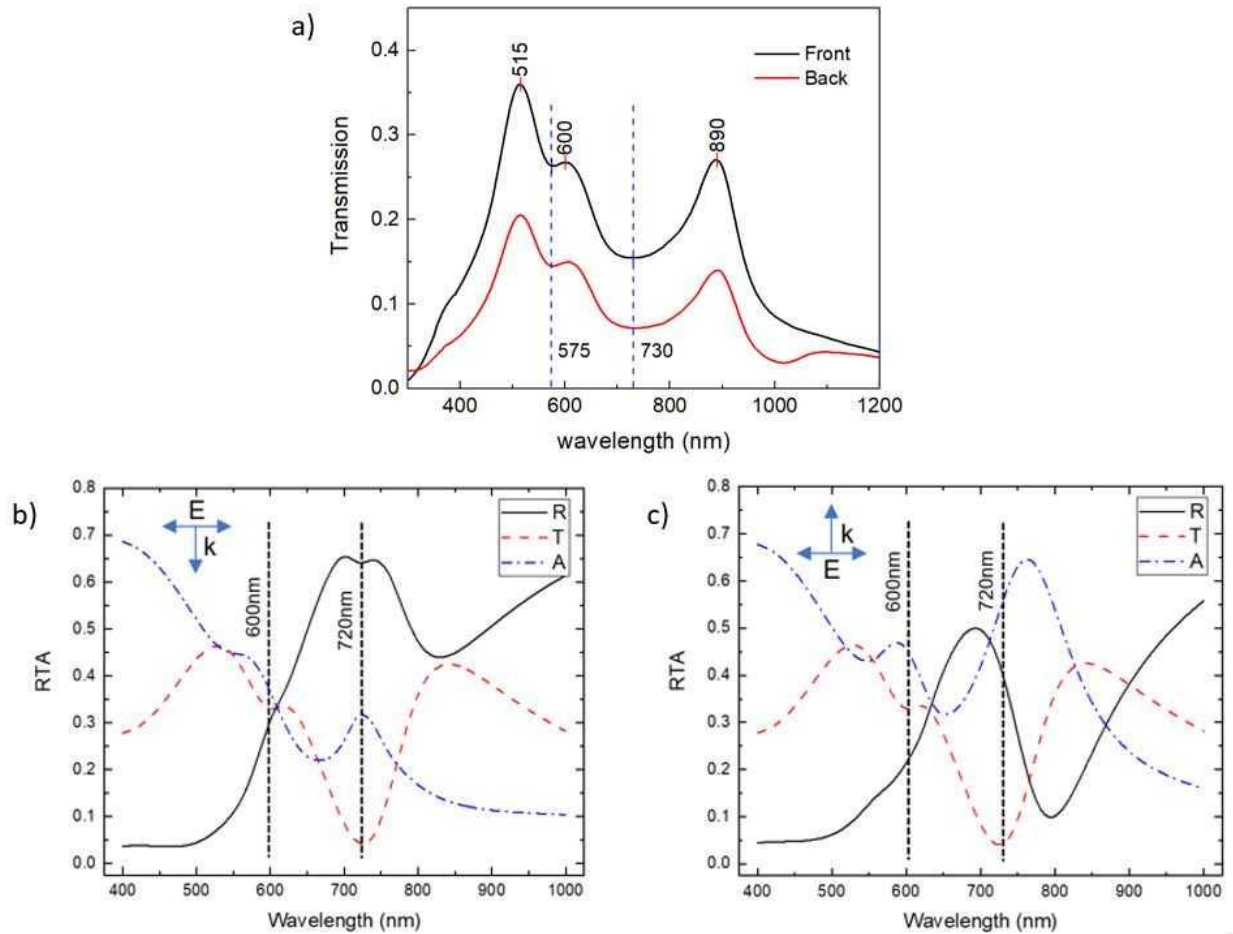 a)
0.4
0.3
0.2
0.1
0.0
Transmission
515
600
890
Front
Back
575
730
400
600
800
1000
1200
wavelength (nm)
b)
0.8
0.7
0.6
0.5
0.4
0.3
0.2
0.1
0.0
RTA
E
k
600nm
720nm
R
T
A
400
500
600
700
800
900
1000
Wavelength (nm)
c)
0.8
0.7
0.6
0.5
0.4
0.3
0.2
0.1
0.0
RTA
k
E
600nm
720nm
R
T
A
400
500
600
700
800
900
1000
Wavelength (nm)